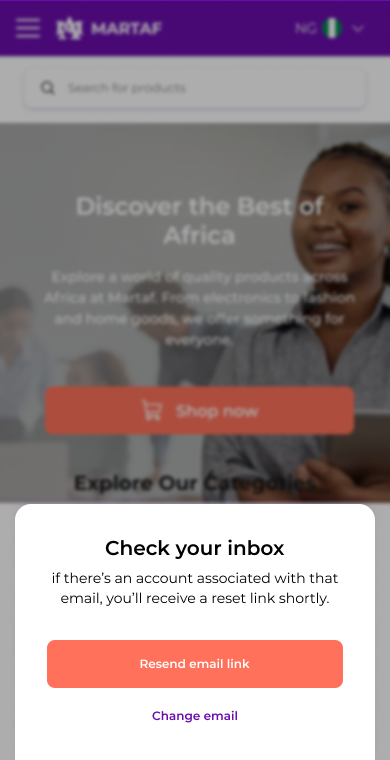 MARTAF
NG
Search for products
Discover the Best of
Africa
Explore a world of quality products across
Africa at Martaf. From electronics to fashion
and home goods, we offer something for
everyone.
Shop now
Explore Our Categories
Check your inbox
if there's an account associated with that
email, you'll receive a reset link shortly.
Resend email link
Change email